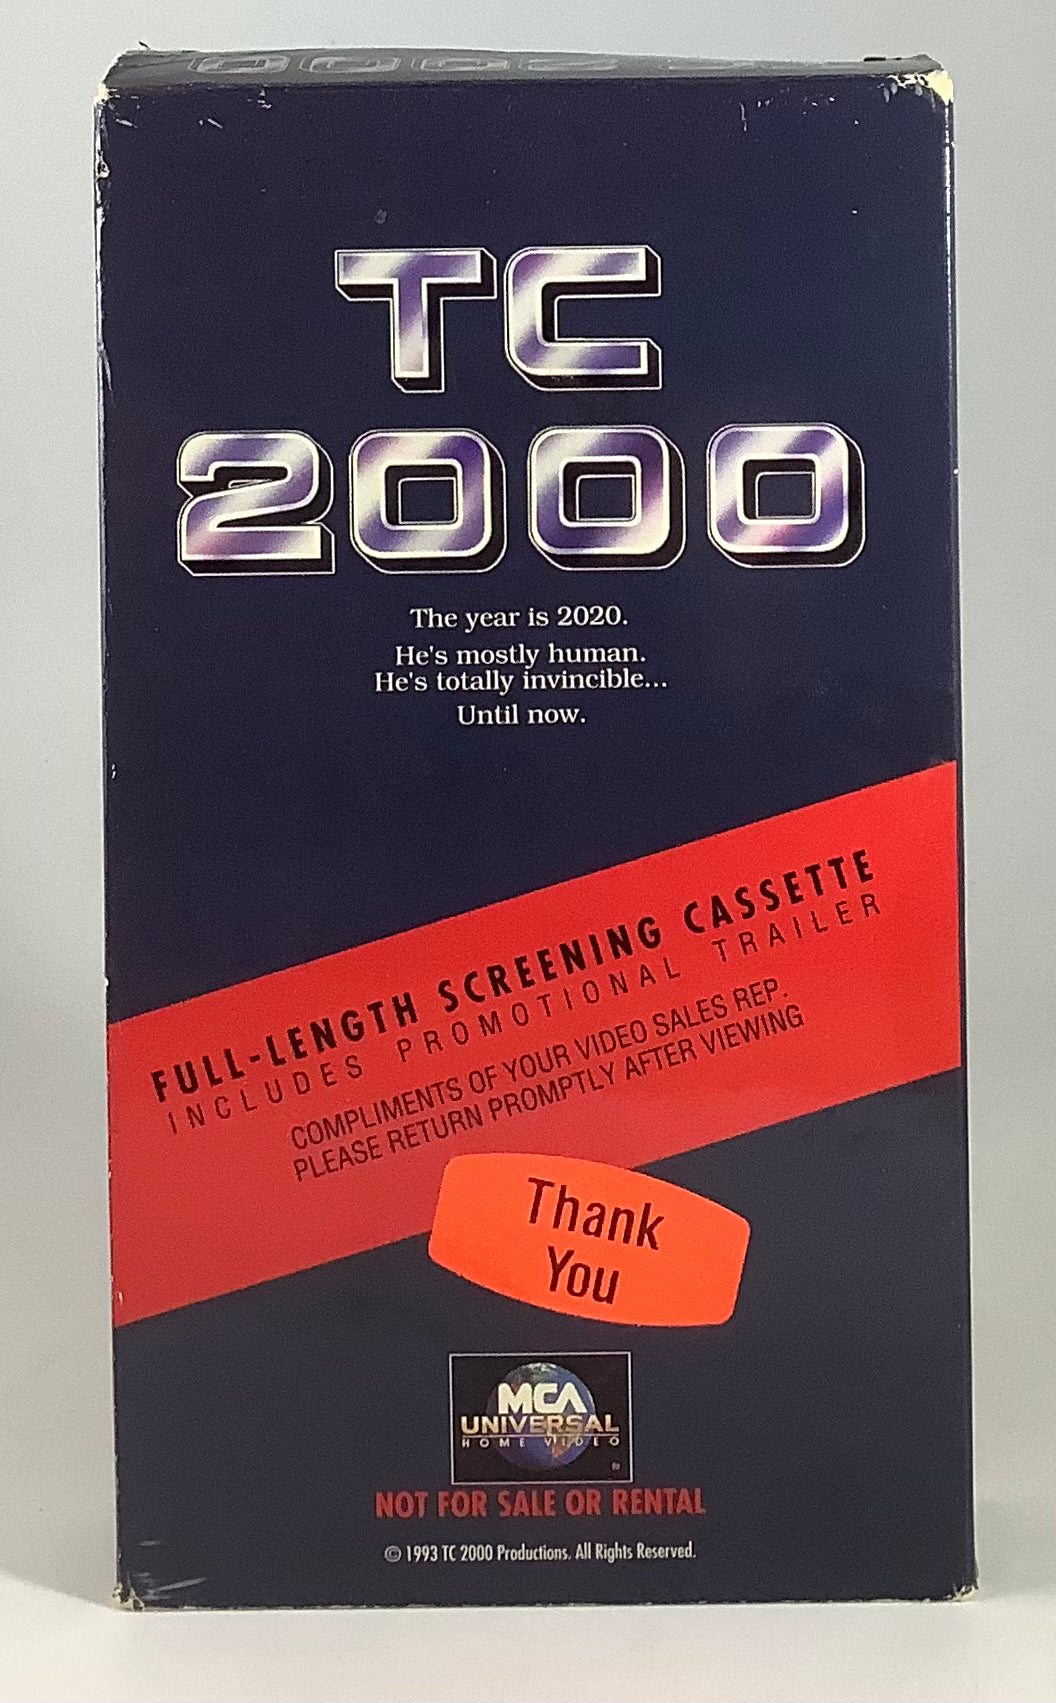 TC
2000
The year is 2020.
He's mostly human.
He's totally invincible...
Until now.
FULL-LENGTH SCREENING CASSETTE
INCLUDES PROMOTIONAL TRAILER
COMPLIMENTS OF YOUR VIDEO SALES REP.
PLEASE RETURN PROMPTLY AFTER VIEWING
Thank
You
MCA
UNIVERSAL
HOME VIDEO
®
NOT FOR SALE OR RENTAL
© 1993 TC 2000 Productions. All Rights Reserved.